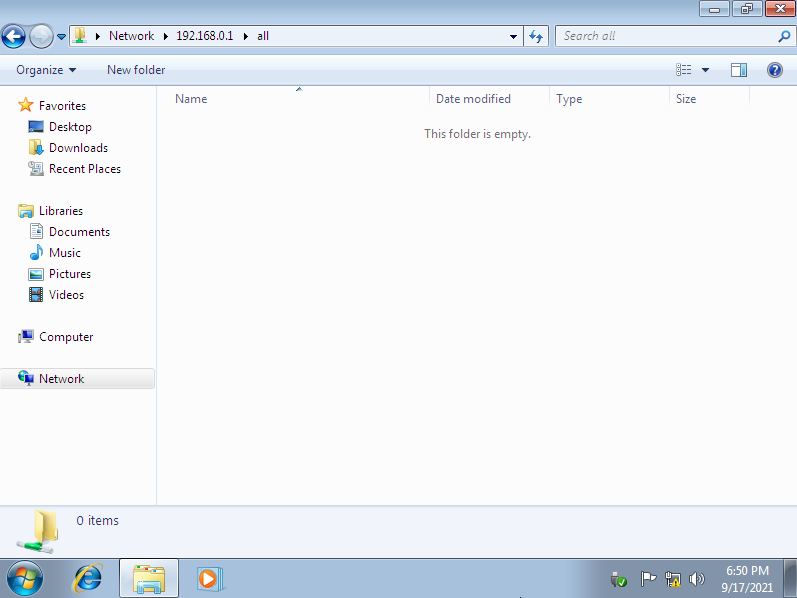 Network 192.168.0.1 all
Search all
Organize New folder
Name Date modified Type Size
This folder is empty.
Favorites
Desktop
Downloads
Recent Places
Libraries
Documents
Music
Pictures
Videos
Computer
Network
0 items
6:50 PM
9/17/2021